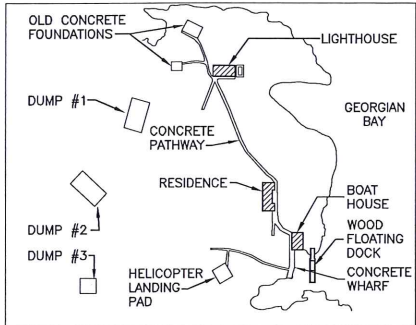 OLD CONCRETE
FOUNDATIONS
LIGHTHOUSE
DUMP #1
GEORGIAN
BAY
CONCRETE
PATHWAY
RESIDENCE
BOAT
HOUSE
DUMP #2
WOOD
FLOATING
DOCK
DUMP #3
HELICOPTER
LANDING
PAD
CONCRETE
WHARF